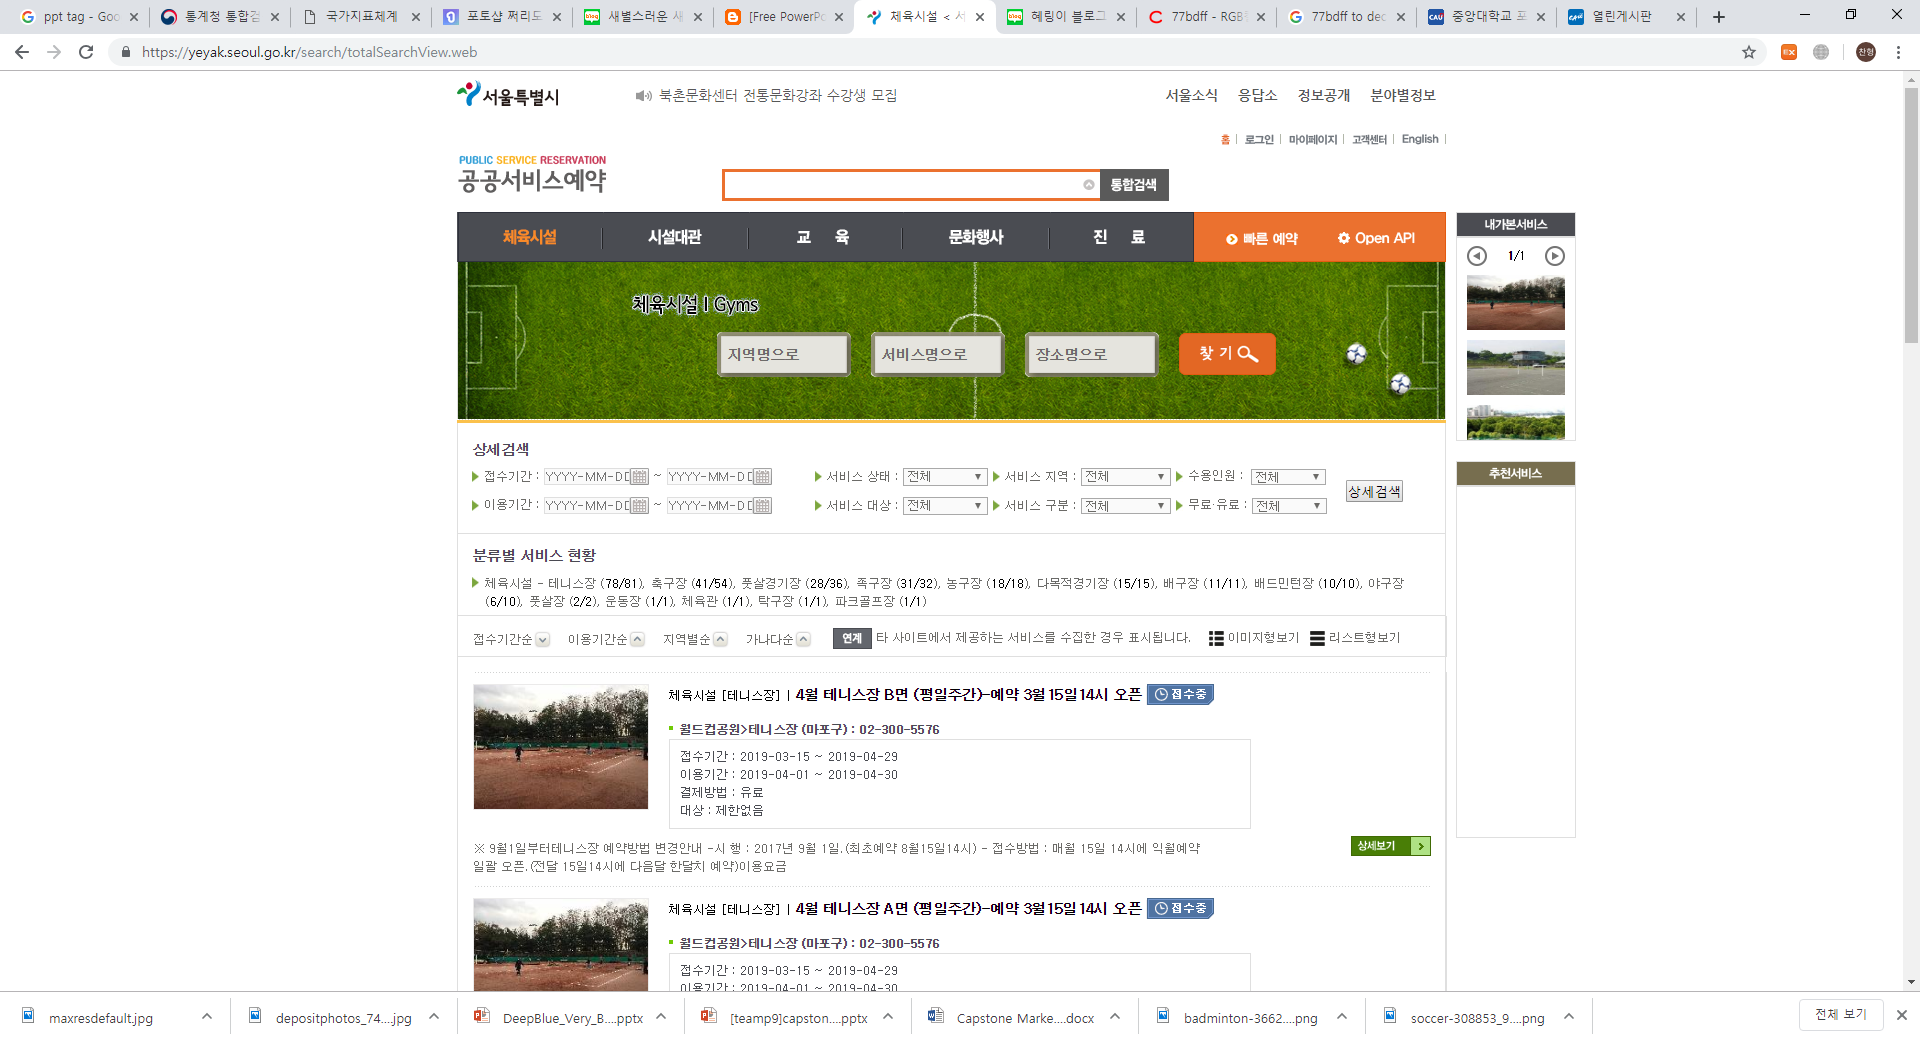 ppt tag - Goo
통계청 통합검
국가지표체계
포토샵 찌리도
새별스러운 새
[Free PowerPo
체육시설 < 서
헤링이 블로그
77bdff - RGB
77bdff to dec
중앙대학교 포
열린게시판
https://yeyak.seoul.go.kr/search/totalSearchView.web
찬형
서울특별시
북촌문화센터 전통문화강좌 수강생 모집
서울소식 응답소 정보공개 분야별정보
홈 로그인 마이페이지 고객센터 English
PUBLIC SERVICE RESERVATION
공공서비스예약
통합검색
체육시설 시설대관 교 육 문화행사 진 료 빠른 예약 Open API
내가본서비스
1/1
체육시설 I Gyms
지역명으로 서비스명으로 장소명으로 찾 기
추천서비스
상세검색
접수기간 : YYYY-MM-DD ~ YYYY-MM-DD 서비스 상태 : 전체 서비스 지역 : 전체 수용인원 : 전체
이용기간 : YYYY-MM-DD ~ YYYY-MM-DD 서비스 대상 : 전체 서비스 구분 : 전체 무료·유료 : 전체
상세검색
분류별 서비스 현황
체육시설 - 테니스장 (78/81), 축구장 (41/54), 풋살경기장 (28/36), 족구장 (31/32), 농구장 (18/18), 다목적경기장 (15/15), 배구장 (11/11), 배드민턴장 (10/10), 야구장
(6/10), 풋살장 (2/2), 운동장 (1/1), 체육관 (1/1), 탁구장 (1/1), 파크골프장 (1/1)
접수기간순 이용기간순 지역별순 가나다순 연계 타 사이트에서 제공하는 서비스를 수집한 경우 표시됩니다. 이미지형보기 리스트형보기
체육시설 [테니스장] | 4월 테니스장 B면 (평일주간)-예약 3월15일14시 오픈 접수중
월드컵공원>테니스장 (마포구) : 02-300-5576
접수기간 : 2019-03-15 ~ 2019-04-29
이용기간 : 2019-04-01 ~ 2019-04-30
결제방법 : 유료
대상 : 제한없음
※ 9월1일부터테니스장 예약방법 변경안내 -시 행 : 2017년 9월 1일.(최초예약 8월15일14시) - 접수방법 : 매월 15일 14시에 익월예약
일괄 오픈.(전달 15일14시에 다음달 한달치 예약)이용요금
상세보기
체육시설 [테니스장] | 4월 테니스장 A면 (평일주간)-예약 3월15일14시 오픈 접수중
월드컵공원>테니스장 (마포구) : 02-300-5576
접수기간 : 2019-03-15 ~ 2019-04-29
이용기간 : 2019-04-01 ~ 2019-04-30
maxresdefault.jpg
depositphotos_74....jpg
DeepBlue_Very_B....pptx
[teamp9]capston....pptx
Capstone Marke....docx
badminton-3662....png
soccer-308853_9....png
전체 보기